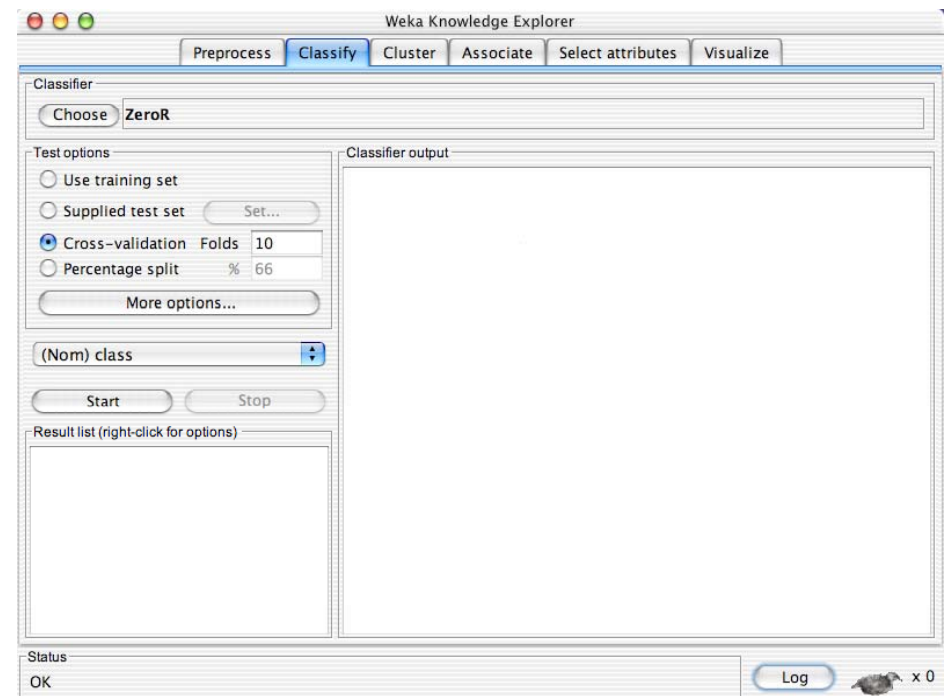 Weka Knowledge Explorer
Preprocess Classify Cluster Associate Select attributes Visualize
Classifier
Choose ZeroR
Test options
Use training set
Supplied test set Set...
Cross-validation Folds 10
Percentage split % 66
More options...
(Nom) class
Start Stop
Result list (right-click for options)
Classifier output
Status
OK
Log x 0